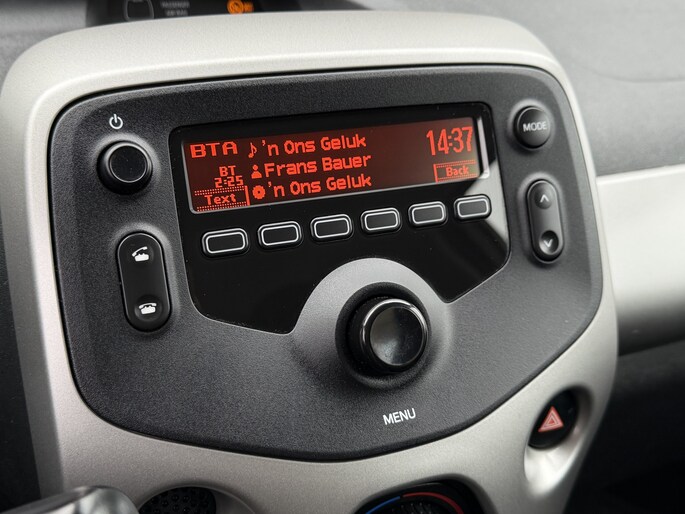 BTA ♪ 'n Ons Geluk 14:37
BT Frans Bauer
2:25 'n Ons Geluk
Text Back
MODE
MENU